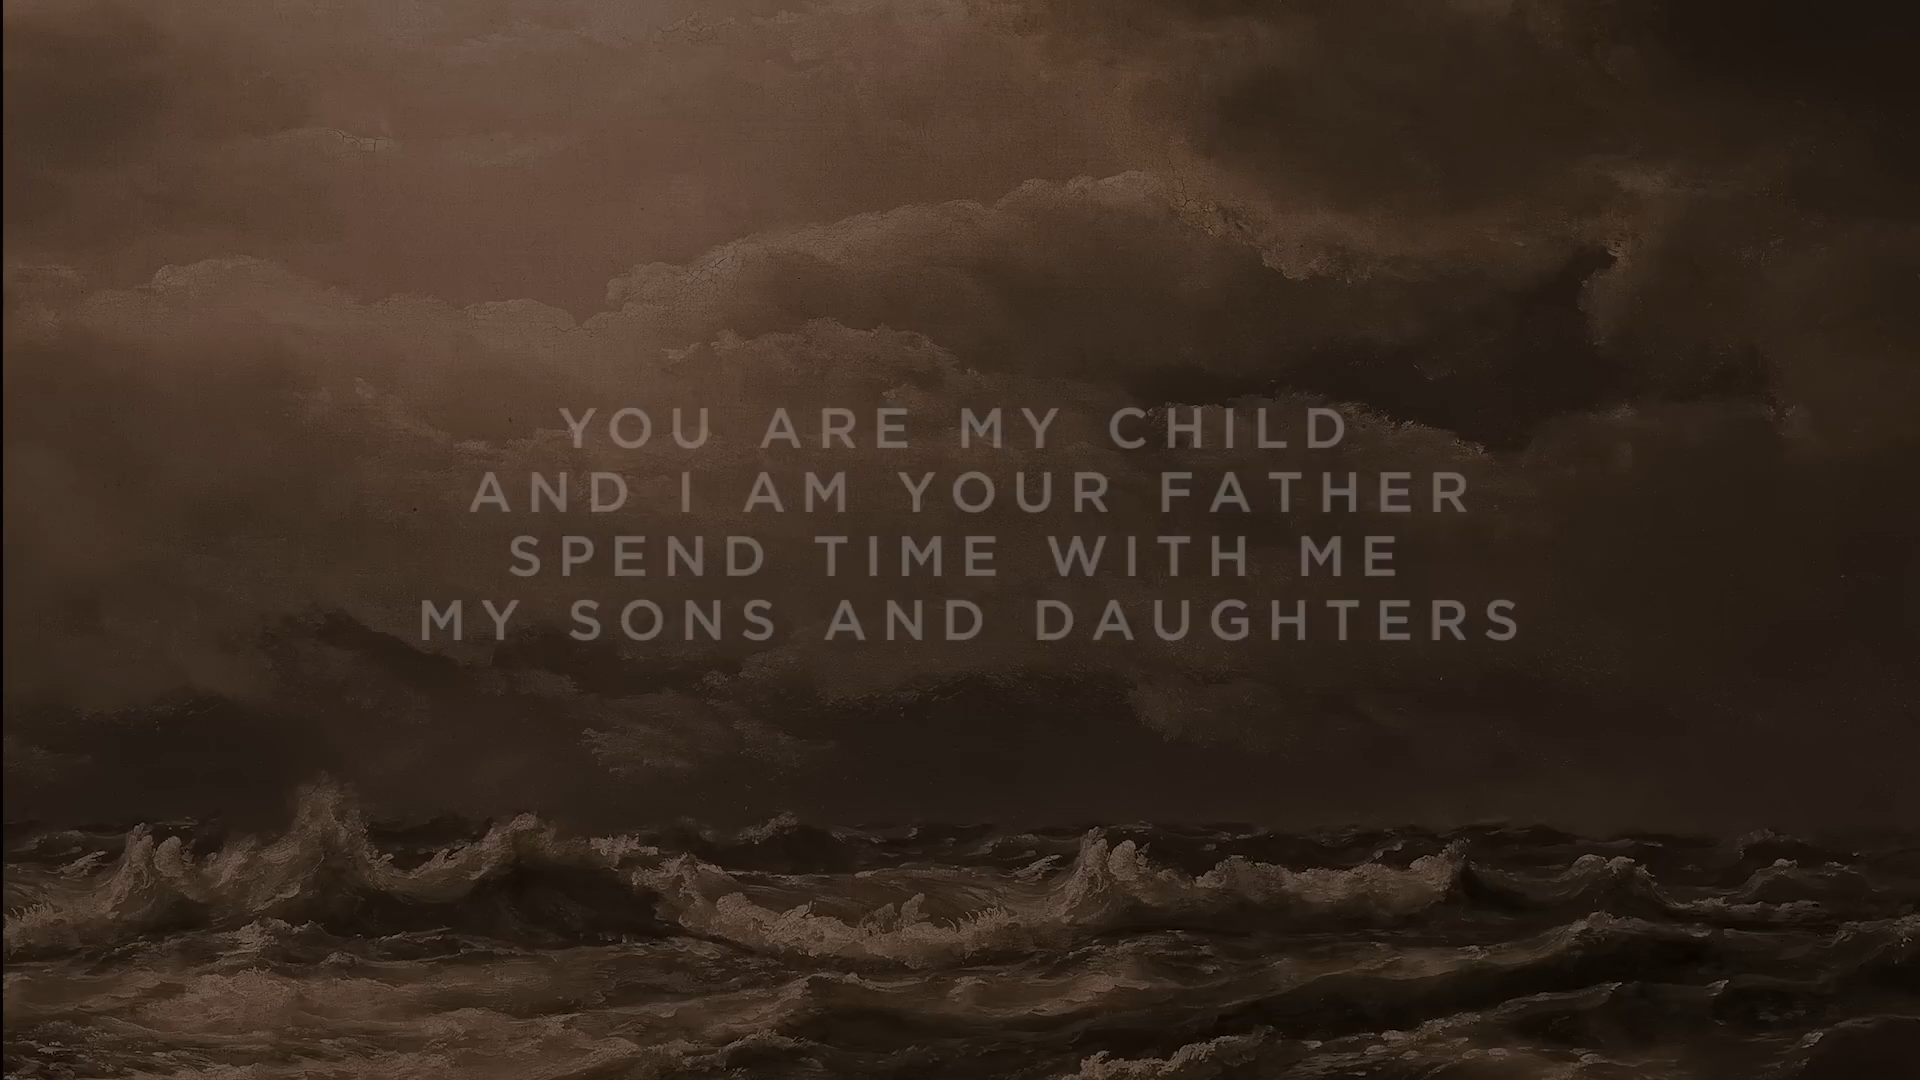 YOU ARE MY CHILD
AND I AM YOUR FATHER
SPEND TIME WITH ME
MY SONS AND DAUGHTERS